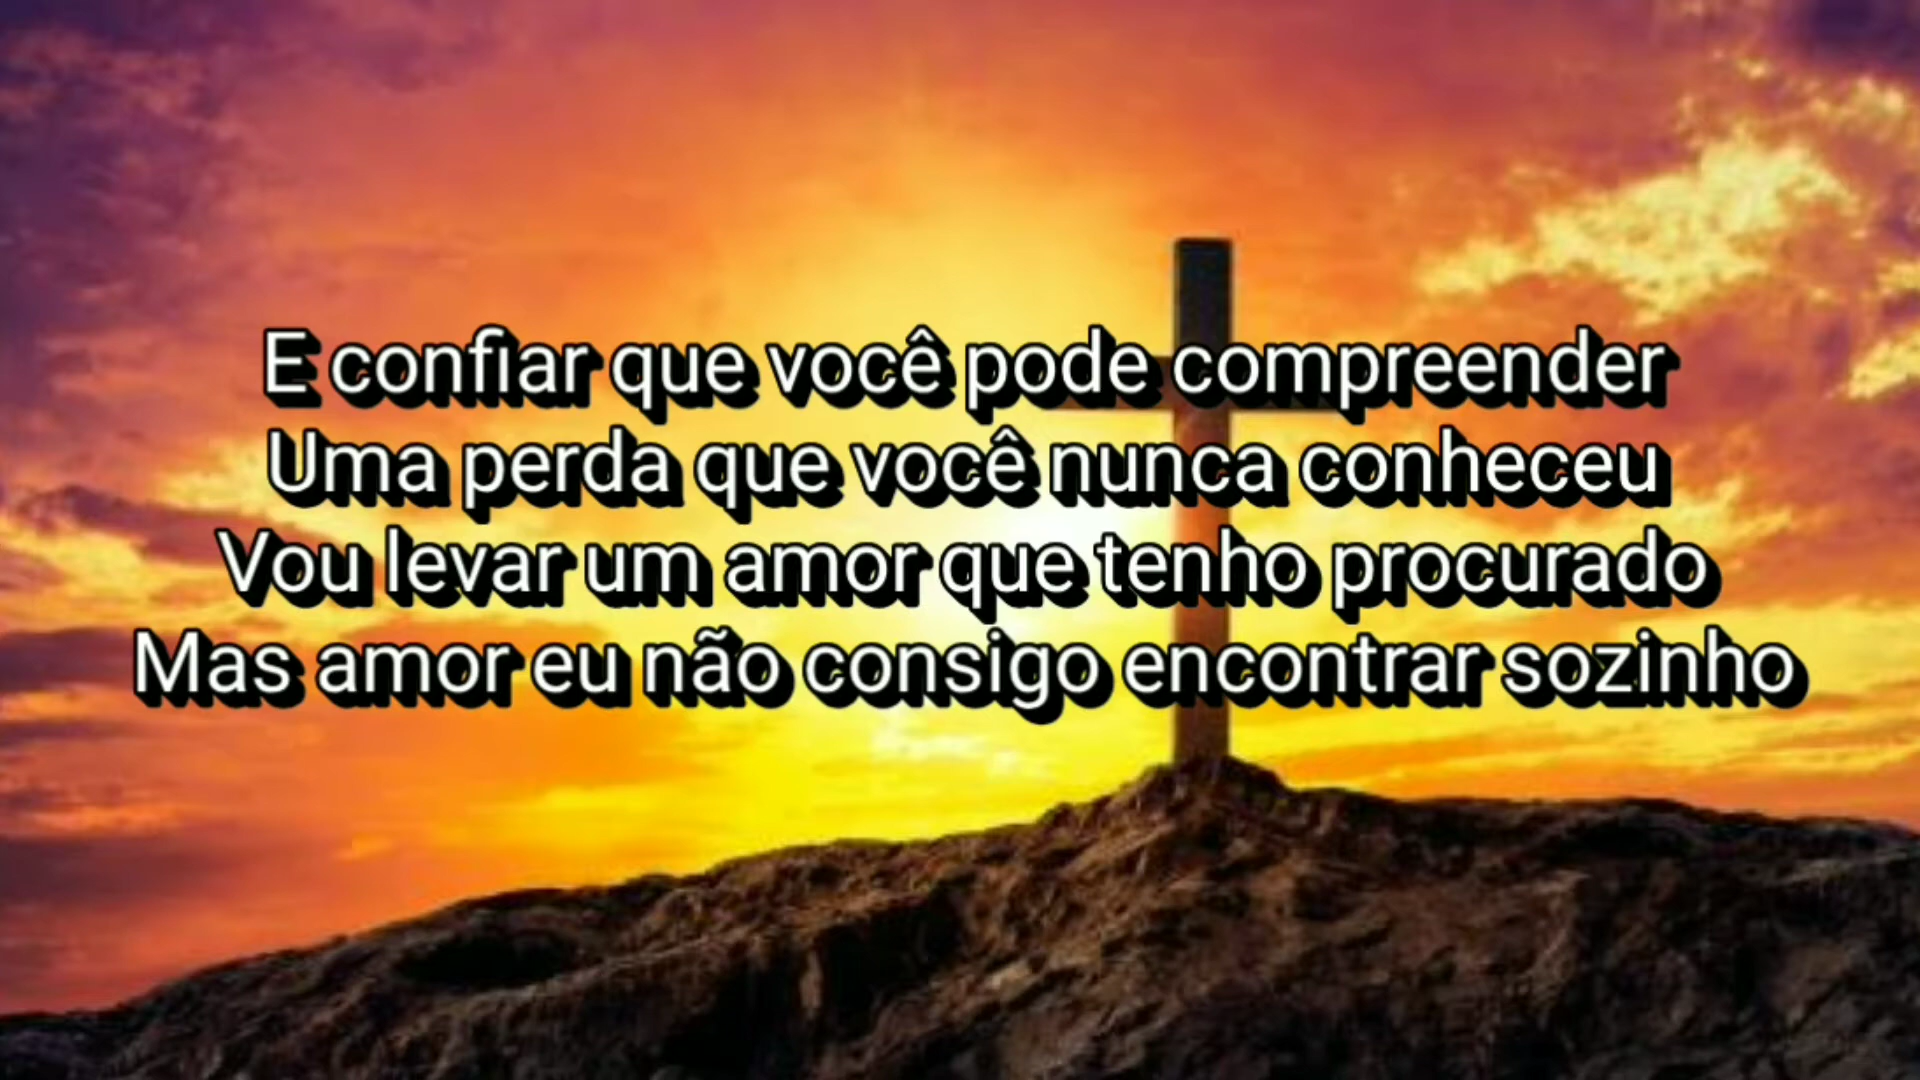 E confiar que você pode compreender
Uma perda que você nunca conheceu
Vou levar um amor que tenho procurado
Mas amor eu não consigo encontrar sozinho